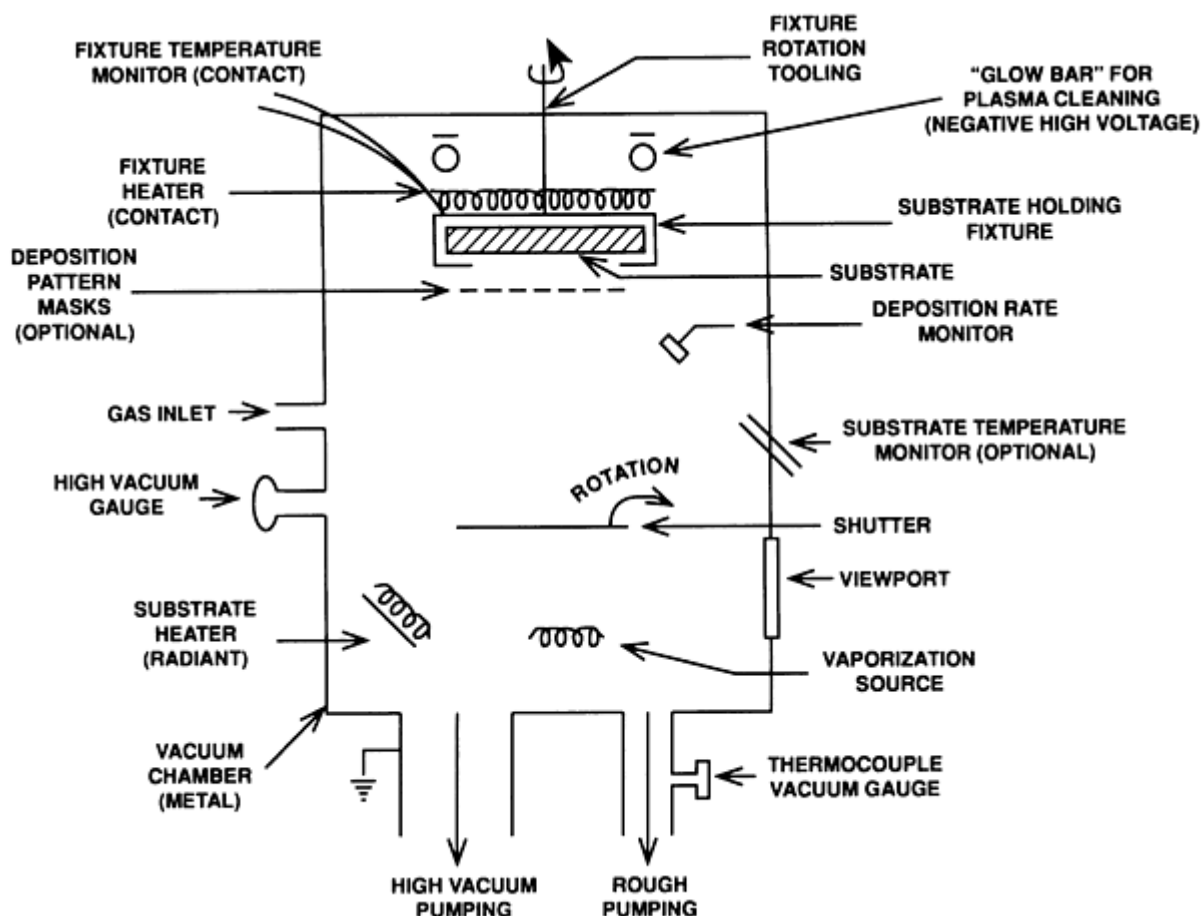 FIXTURE TEMPERATURE
MONITOR (CONTACT)
FIXTURE
ROTATION
TOOLING
"GLOW BAR" FOR
PLASMA CLEANING
(NEGATIVE HIGH VOLTAGE)
FIXTURE
HEATER
(CONTACT)
SUBSTRATE HOLDING
FIXTURE
DEPOSITION
PATTERN
MASKS
(OPTIONAL)
SUBSTRATE
DEPOSITION RATE
MONITOR
GAS INLET
SUBSTRATE TEMPERATURE
MONITOR (OPTIONAL)
HIGH VACUUM
GAUGE
ROTATION
SHUTTER
VIEWPORT
SUBSTRATE
HEATER
(RADIANT)
VAPORIZATION
SOURCE
VACUUM
CHAMBER
(METAL)
THERMOCOUPLE
VACUUM GAUGE
HIGH VACUUM
PUMPING
ROUGH
PUMPING